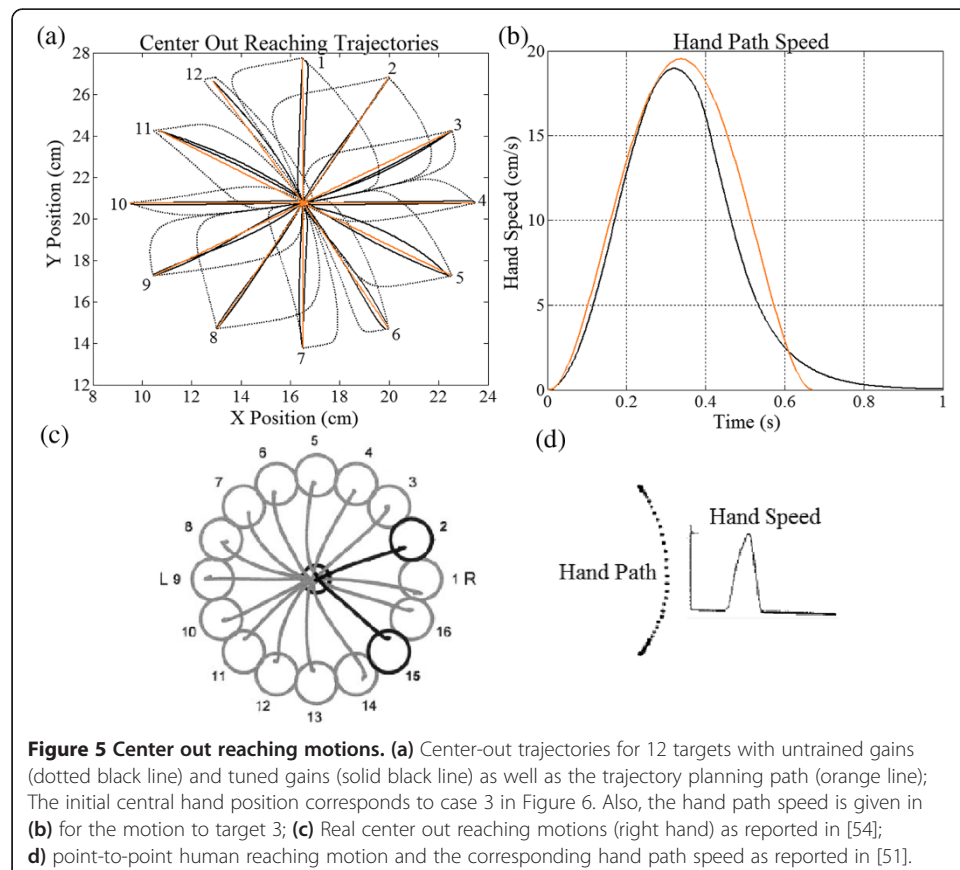 (a)
Center Out Reaching Trajectories
28
26
24
22
20
18
16
14
12
Y Position (cm)
8 10 12 14 16 18 20 22 24
X Position (cm)
1
2
3
4
5
6
7
8
9
10
11
12
(b)
Hand Path Speed
20
15
10
5
0
Hand Speed (cm/s)
0 0.2 0.4 0.6 0.8 1
Time (s)
(c)
5
4
3
2
1 R
16
15
14
13
12
11
10
L 9
8
7
6
(d)
Hand Speed
Hand Path
Figure 5 Center out reaching motions. (a) Center-out trajectories for 12 targets with untrained gains
(dotted black line) and tuned gains (solid black line) as well as the trajectory planning path (orange line);
The initial central hand position corresponds to case 3 in Figure 6. Also, the hand path speed is given in
(b) for the motion to target 3; (c) Real center out reaching motions (right hand) as reported in [54];
d) point-to-point human reaching motion and the corresponding hand path speed as reported in [51].